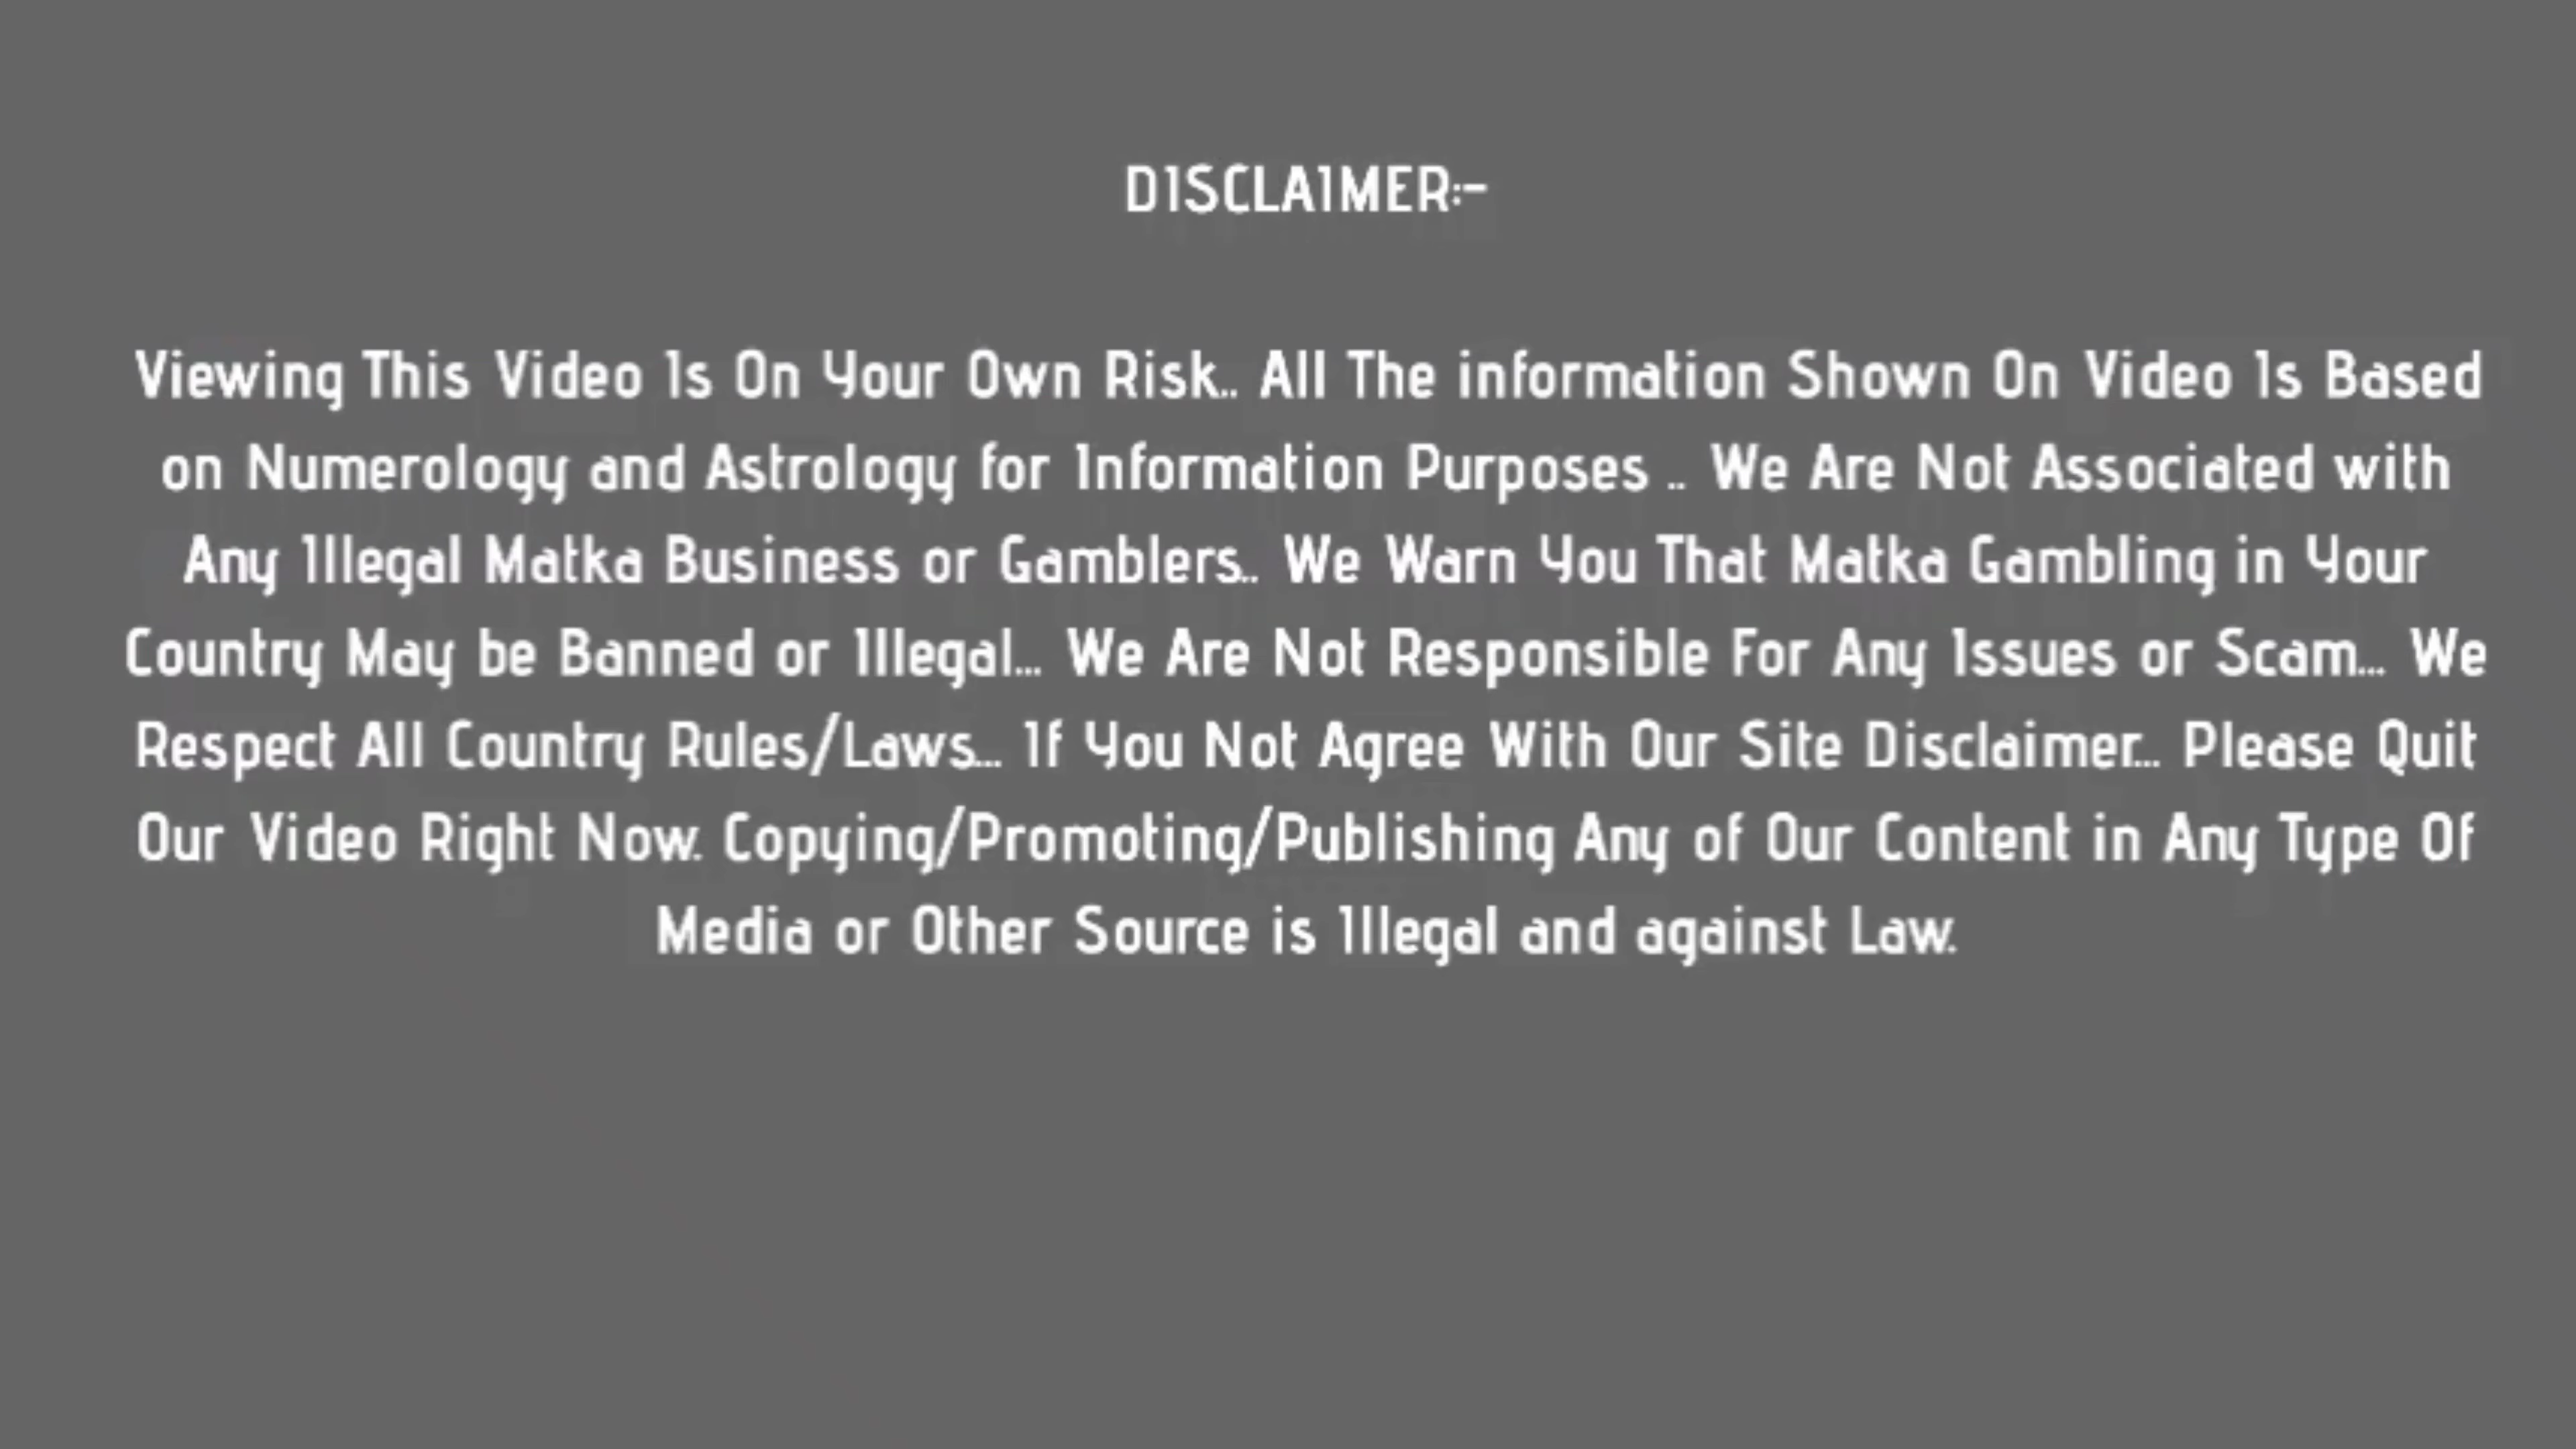 DISCLAIMER:-
Viewing This Video Is On Your Own Risk.. All The information Shown On Video Is Based
on Numerology and Astrology for Information Purposes .. We Are Not Associated with
Any Illegal Matka Business or Gamblers.. We Warn You That Matka Gambling in Your
Country May be Banned or Illegal... We Are Not Responsible For Any Issues or Scam... We
Respect All Country Rules/Laws... If You Not Agree With Our Site Disclaimer... Please Quit
Our Video Right Now. Copying/Promoting/Publishing Any of Our Content in Any Type Of
Media or Other Source is Illegal and against Law.